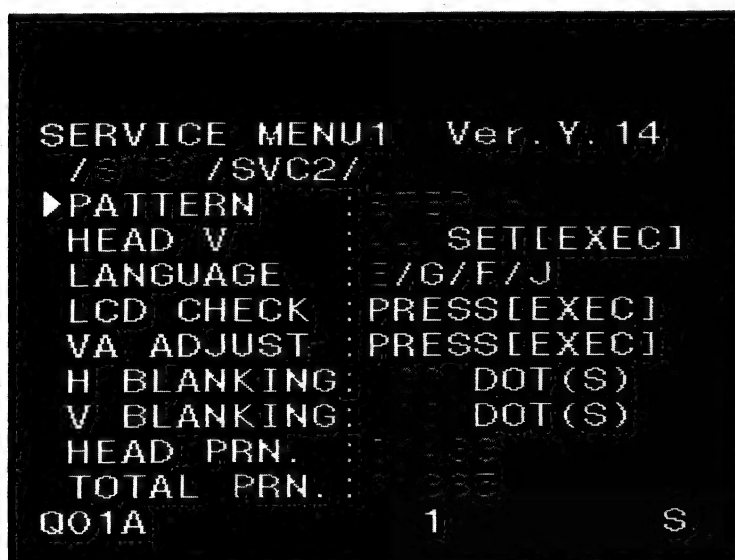 SERVICE MENU1 Ver.Y.14
/ /SVC2/
▶PATTERN :
HEAD V : SET[EXEC]
LANGUAGE : E/G/F/J
LCD CHECK :PRESS[EXEC]
VA ADJUST :PRESS[EXEC]
H BLANKING: DOT(S)
V BLANKING: DOT(S)
HEAD PRN. :
TOTAL PRN. :
Q01A 1 S